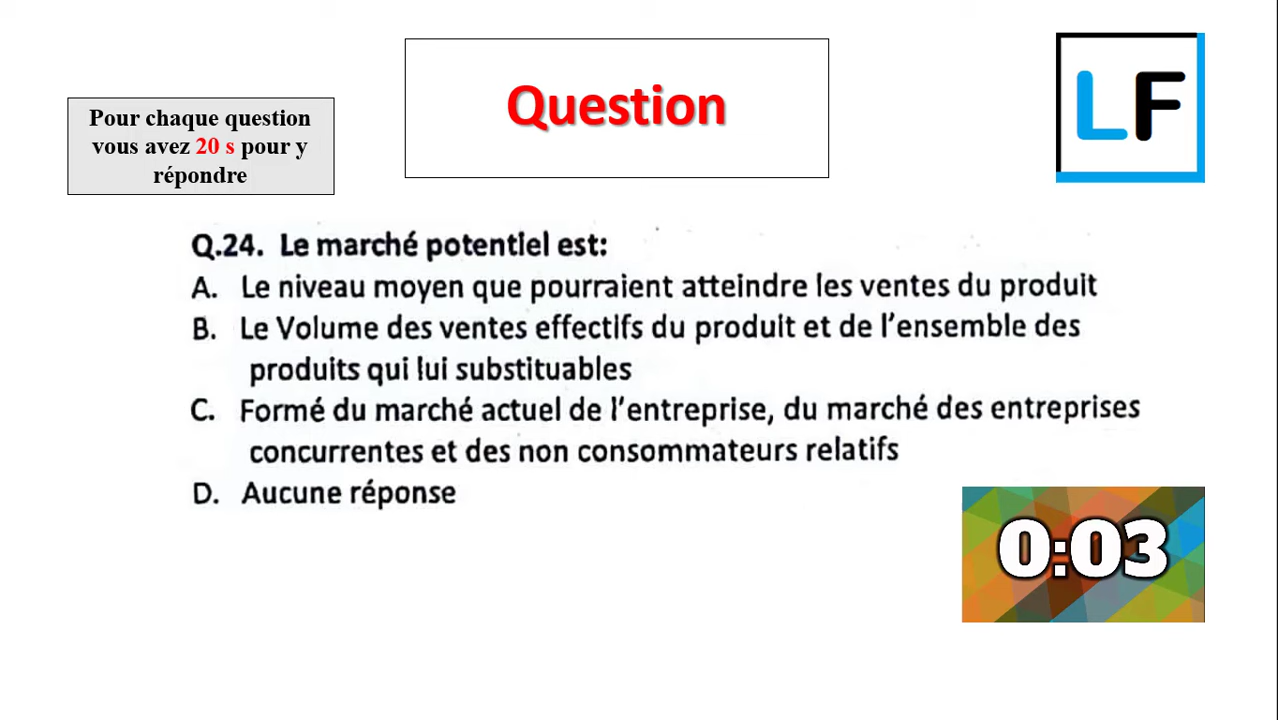 Question
LF
Pour chaque question
vous avez 20 s pour y
répondre
Q.24. Le marché potentiel est:
A. Le niveau moyen que pourraient atteindre les ventes du produit
B. Le Volume des ventes effectifs du produit et de l'ensemble des
produits qui lui substituables
C. Formé du marché actuel de l'entreprise, du marché des entreprises
concurrentes et des non consommateurs relatifs
D. Aucune réponse
0:03